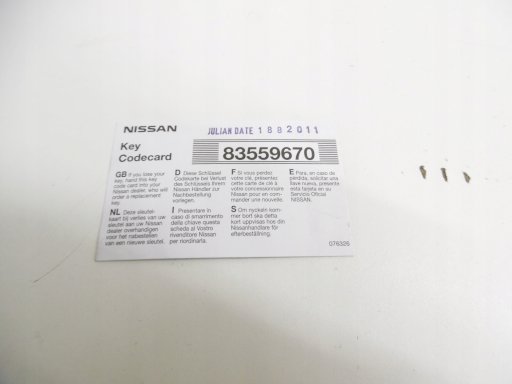 NISSAN
JULIAN DATE 1882011
Key
Codecard
83559670
GB If you lose your
key, hand this key
code card into your
Nissan dealer, who will
order a replacement
key.
D Diese Schlüssel
Codekarte bei Verlust
des Schlüssels Ihrem
Nissan Händler zur
Nachbestellung
vorlegen.
F Si vous perdez
votre clé, présentez
cette carte de clé à
votre concessionnaire
Nissan pour en com-
mander une nouvelle.
E Para, en caso de
pérdida, solicitar una
llave nueva, presente
esta tarjeta en su
Servicio Oficial
NISSAN.
NL Deze sleutel-
kaart bij verlies van uw
sleutel aan uw Nissan
dealer overhandigen
voor het nabestellen
van een nieuwe sleutel.
I Presentare in
caso di smarrimento
della chiave questa
scheda al Vostro
rivenditore Nissan
per riordinarla.
S Om nyckeln kom-
mer bort ska detta
kort uppvisas hos din
Nissanhandlare för
efterbeställning.
076326